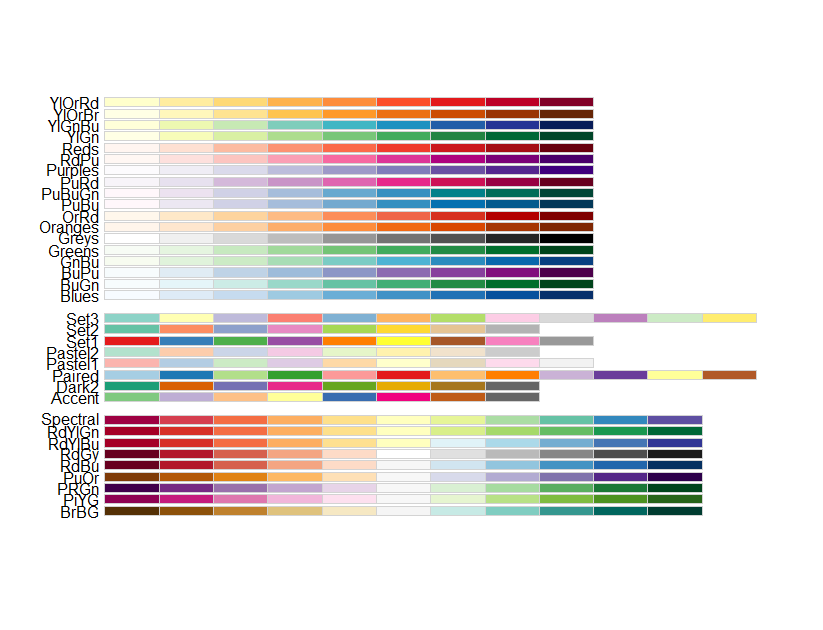 YlOrRd
YlOrBr
YlGnBu
YlGn
Reds
RdPu
Purples
PuRd
PuBuGn
PuBu
OrRd
Oranges
Greys
Greens
GnBu
BuPu
BuGn
Blues
Set3
Set2
Set1
Pastel2
Pastel1
Paired
Dark2
Accent
Spectral
RdYlGn
RdYlBu
RdGy
RdBu
PuOr
PRGn
PiYG
BrBG